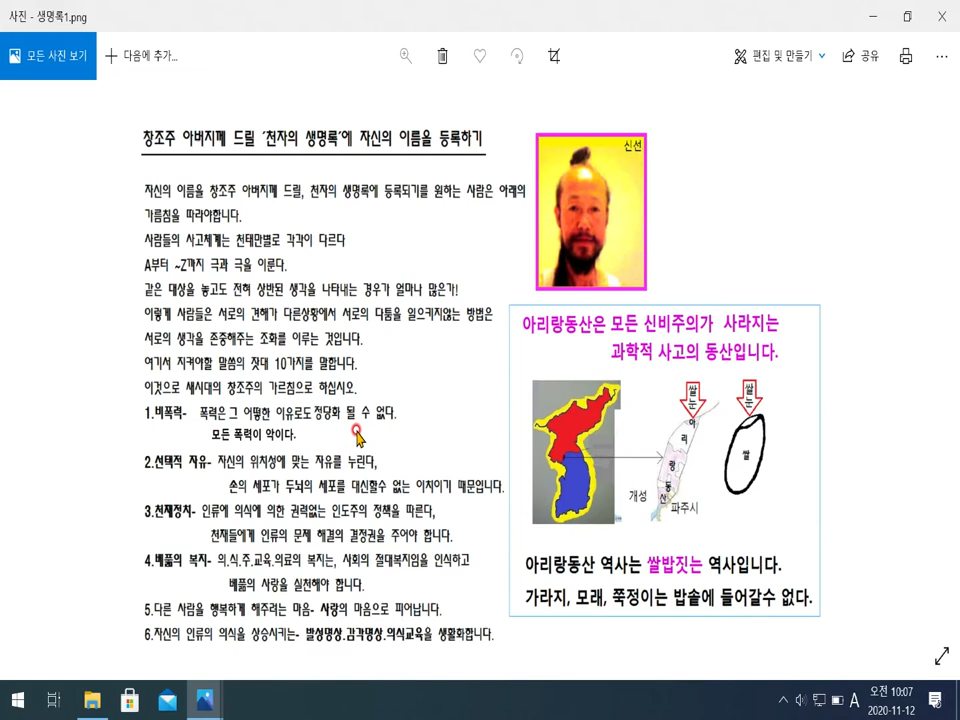 사진 - 생명록1.png
모든 사진 보기
다음에 추가...
편집 및 만들기
공유
창조주 아버지께 드릴 '천자의 생명록'에 자신의 이름을 등록하기
자신의 이름을 창조주 아버지께 드릴, 천자의 생명록에 등록되기를 원하는 사람은 아래의
가름침을 따라야합니다.
사람들의 사고체계는 천태만별로 각각이 다르다
A부터 ~Z까지 극과 극을 이룬다.
같은 대상을 놓고도 전혀 상반된 생각을 나타내는 경우가 얼마나 많은가!
이렇게 사람들은 서로의 견해가 다른상황에서 서로의 다툼을 일으키지않는 방법은
서로의 생각을 존중해주는 조화를 이루는 것입니다.
여기서 지켜야할 말씀의 잣대 10가지를 말합니다.
이것으로 새시대의 창조주의 가르침으로 하십시오.
1.비폭력- 폭력은 그 어떠한 이유로도 정당화 될 수 없다.
모든 폭력이 악이다.
2.선택적 자유- 자신의 위치성에 맞는 자유를 누린다,
손의 세포가 두뇌의 세포를 대신할수 없는 이치이기 때문입니다.
3.천재정치- 인류에 의식에 의한 권력없는 인도주의 정책을 따른다,
천재들에게 인류의 문제 해결의 결정권을 주어야 합니다.
4.베풂의 복지- 의.식.주.교육.의료의 복지는, 사회의 절대복지임을 인식하고
베풂의 사랑을 실천해야 합니다.
5.다른 사람을 행복하게 해주려는 마음- 사랑의 마음으로 피어납니다.
6.자신의 인류의 의식을 상승시키는- 발성명상.감각명상.의식교육을 생활화합니다.
신선
아리랑동산은 모든 신비주의가 사라지는
과학적 사고의 동산입니다.
쌀눈
쌀눈
아
리
랑
동
산
쌀
개성
파주시
아리랑동산 역사는 쌀밥짓는 역사입니다.
가라지, 모래, 쭉정이는 밥솥에 들어갈수 없다.
A
오전 10:07
2020-11-12